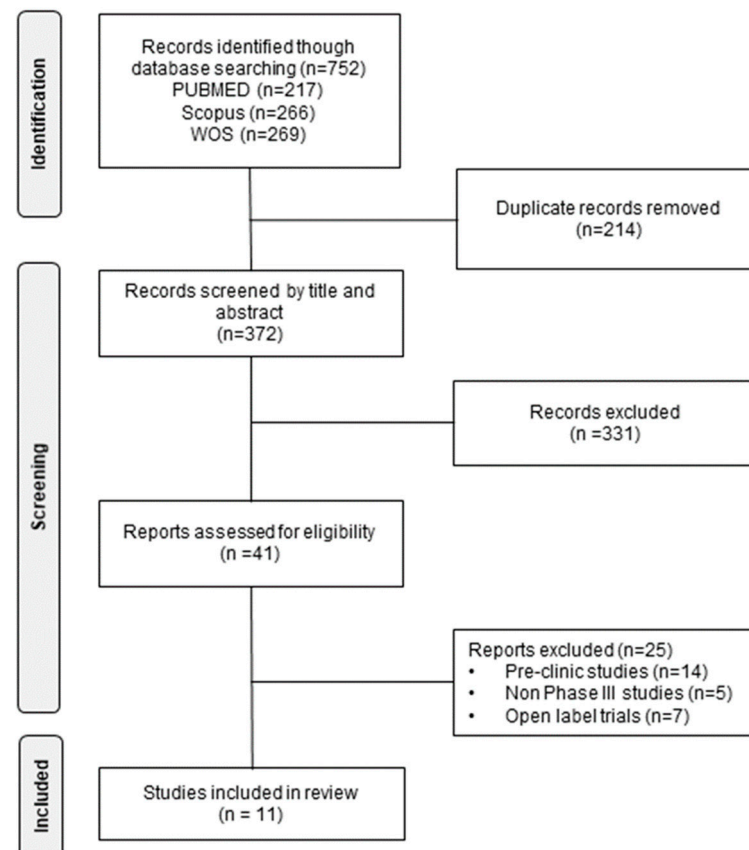 Identification
Records identified though
database searching (n=752)
PUBMED (n=217)
Scopus (n=266)
WOS (n=269)
Duplicate records removed
(n=214)
Screening
Records screened by title and
abstract
(n=372)
Records excluded
(n =331)
Reports assessed for eligibility
(n =41)
Reports excluded (n=25)
• Pre-clinic studies (n=14)
• Non Phase III studies (n=5)
• Open label trials (n=7)
Included
Studies included in review
(n = 11)